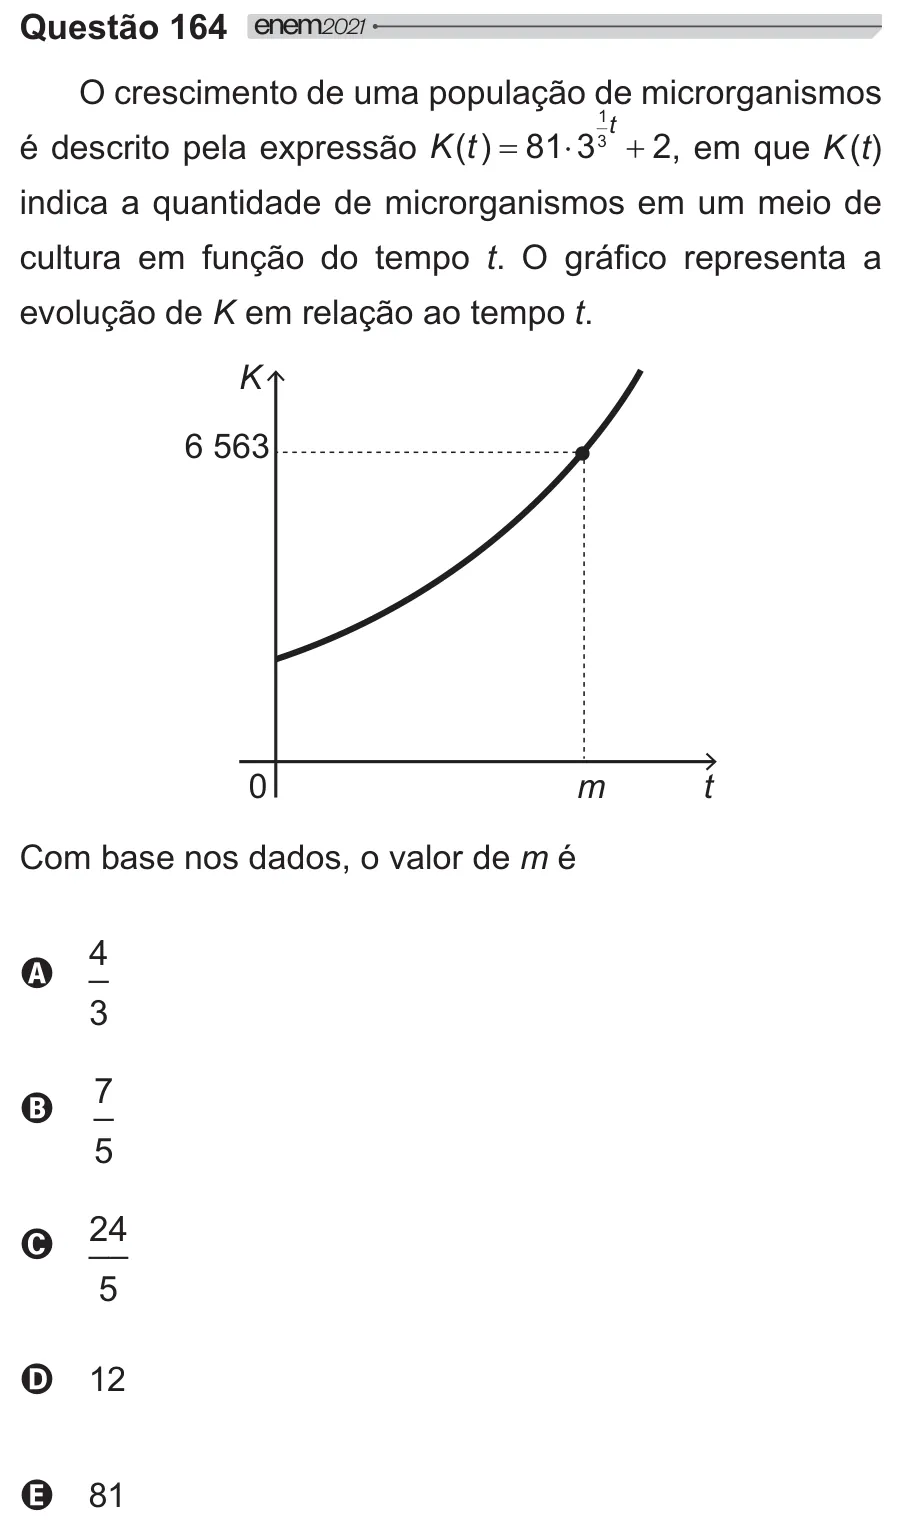 Questão 164 enem2021
O crescimento de uma população de microrganismos
é descrito pela expressão K(t) = 81·3^(1/3 t) + 2, em que K(t)
indica a quantidade de microrganismos em um meio de
cultura em função do tempo t. O gráfico representa a
evolução de K em relação ao tempo t.
K
6 563
0 m t
Com base nos dados, o valor de m é
A 4/3
B 7/5
C 24/5
D 12
E 81